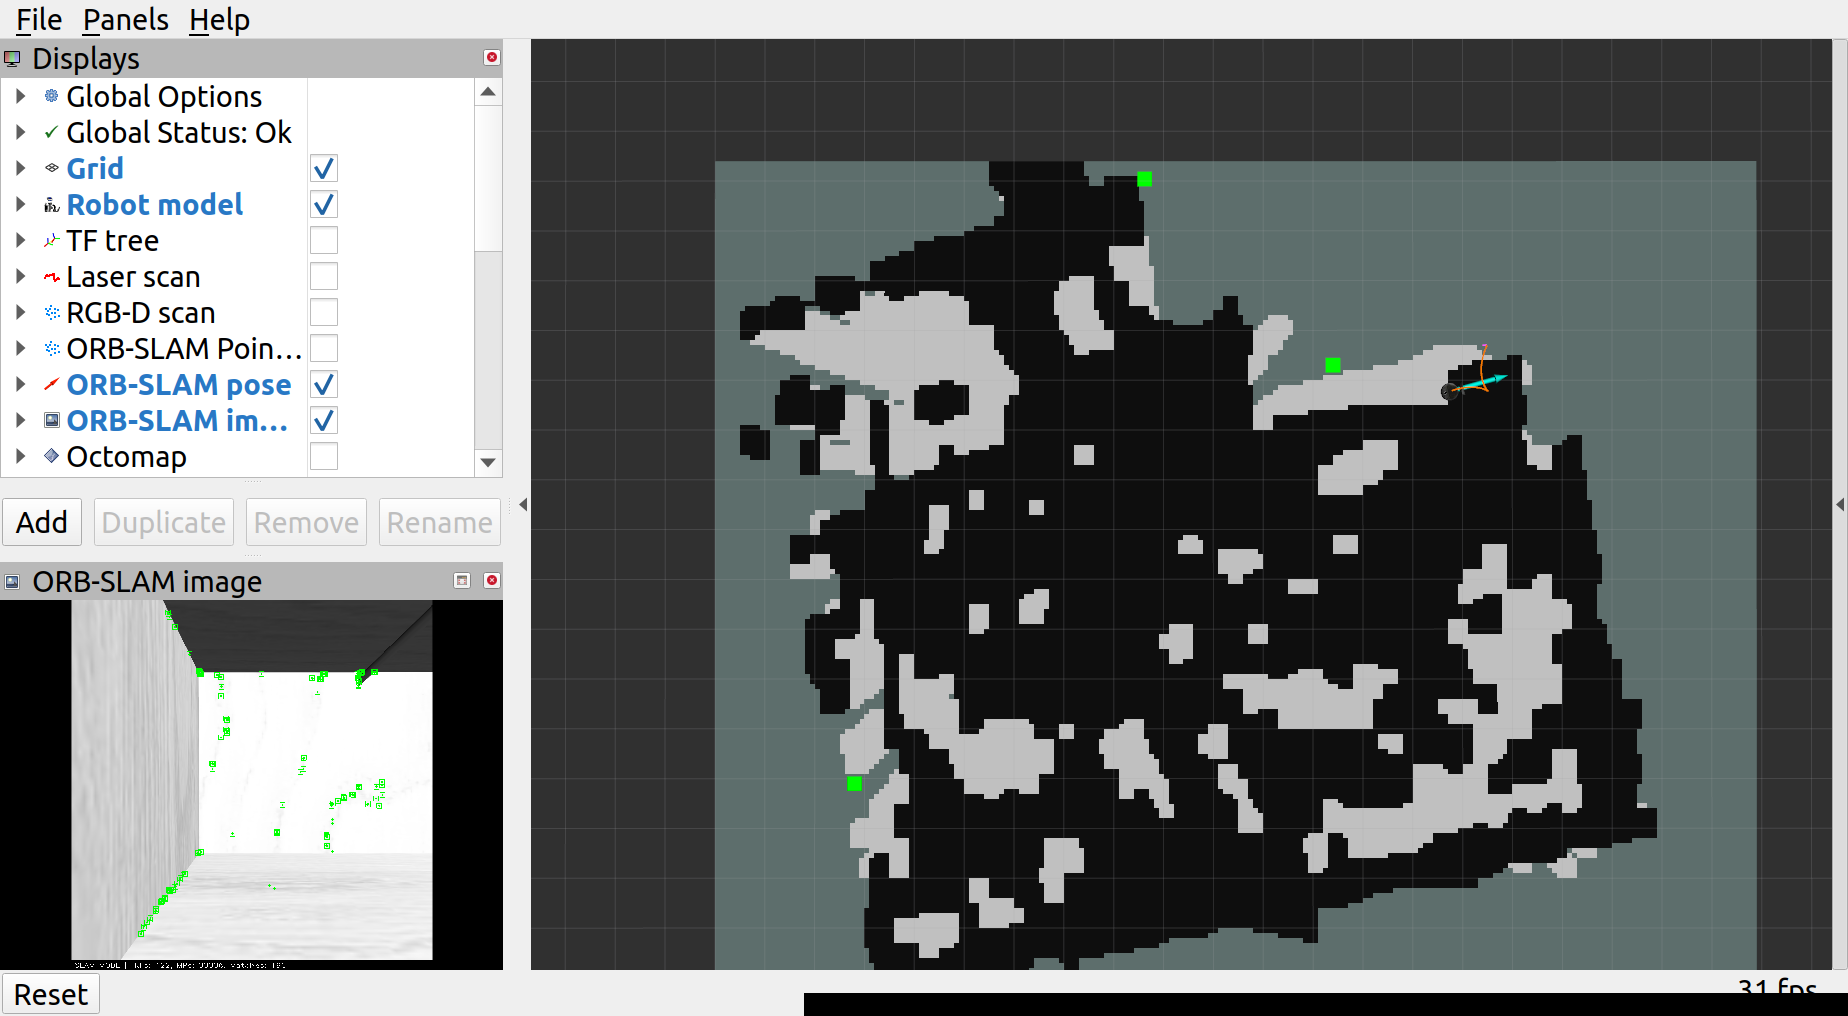 File Panels Help
Displays
Global Options
Global Status: Ok
Grid
Robot model
TF tree
Laser scan
RGB-D scan
ORB-SLAM Poin...
ORB-SLAM pose
ORB-SLAM im...
Octomap
Add Duplicate Remove Rename
ORB-SLAM image
SLAM MODE |
Reset
31 fps